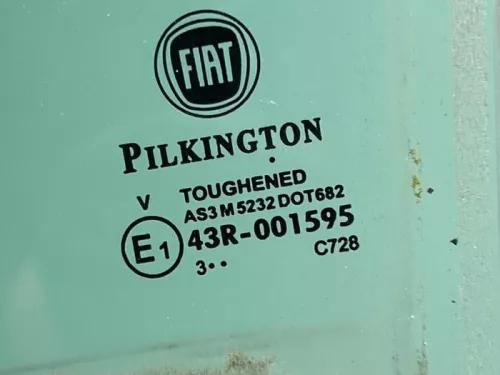 FIAT
PILKINGTON
V TOUGHENED
AS3 M 5232 DOT682
E1 43R-001595
3•• C728